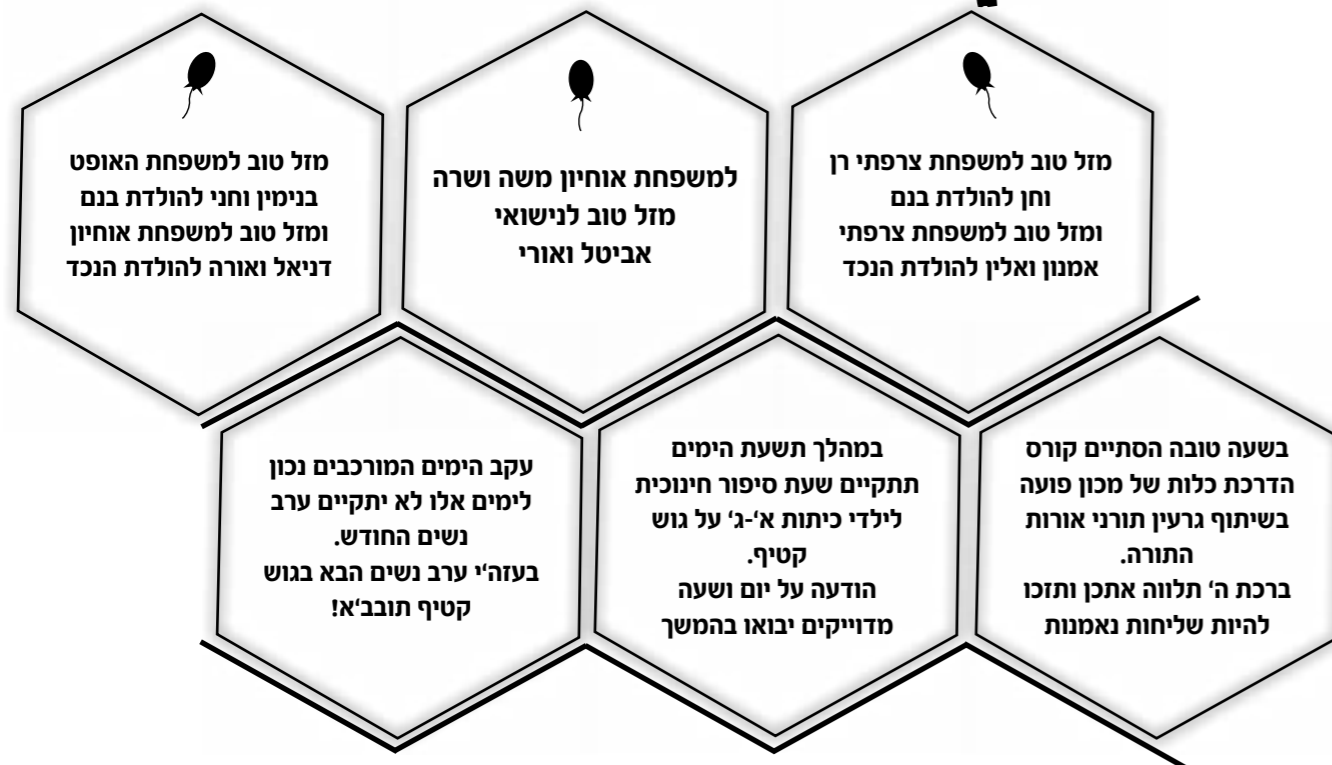 מזל טוב למשפחת צרפתי רן
וחן להולדת בנם
ומזל טוב למשפחת צרפתי
אמנון ואלין להולדת הנכד
למשפחת אוחיון משה ושרה
מזל טוב לנישואי
אביטל ואורי
מזל טוב למשפחת האופט
בנימין וחני להולדת בנם
ומזל טוב למשפחת אוחיון
דניאל ואורה להולדת הנכד
בשעה טובה הסתיים קורס
הדרכת כלות של מכון פועה
בשיתוף גרעין תורני אורות
התורה.
ברכת ה' תלווה אתכן ותזכו
להיות שליחות נאמנות
במהלך תשעת הימים
תתקיים שעת סיפור חינוכית
לילדי כיתות א'-ג' על גוש
קטיף.
הודעה על יום ושעה
מדוייקים יבואו בהמשך
עקב הימים המורכבים נכון
לימים אלו לא יתקיים ערב
נשים החודש.
בעזה'י ערב נשים הבא בגוש
קטיף תובב'א!